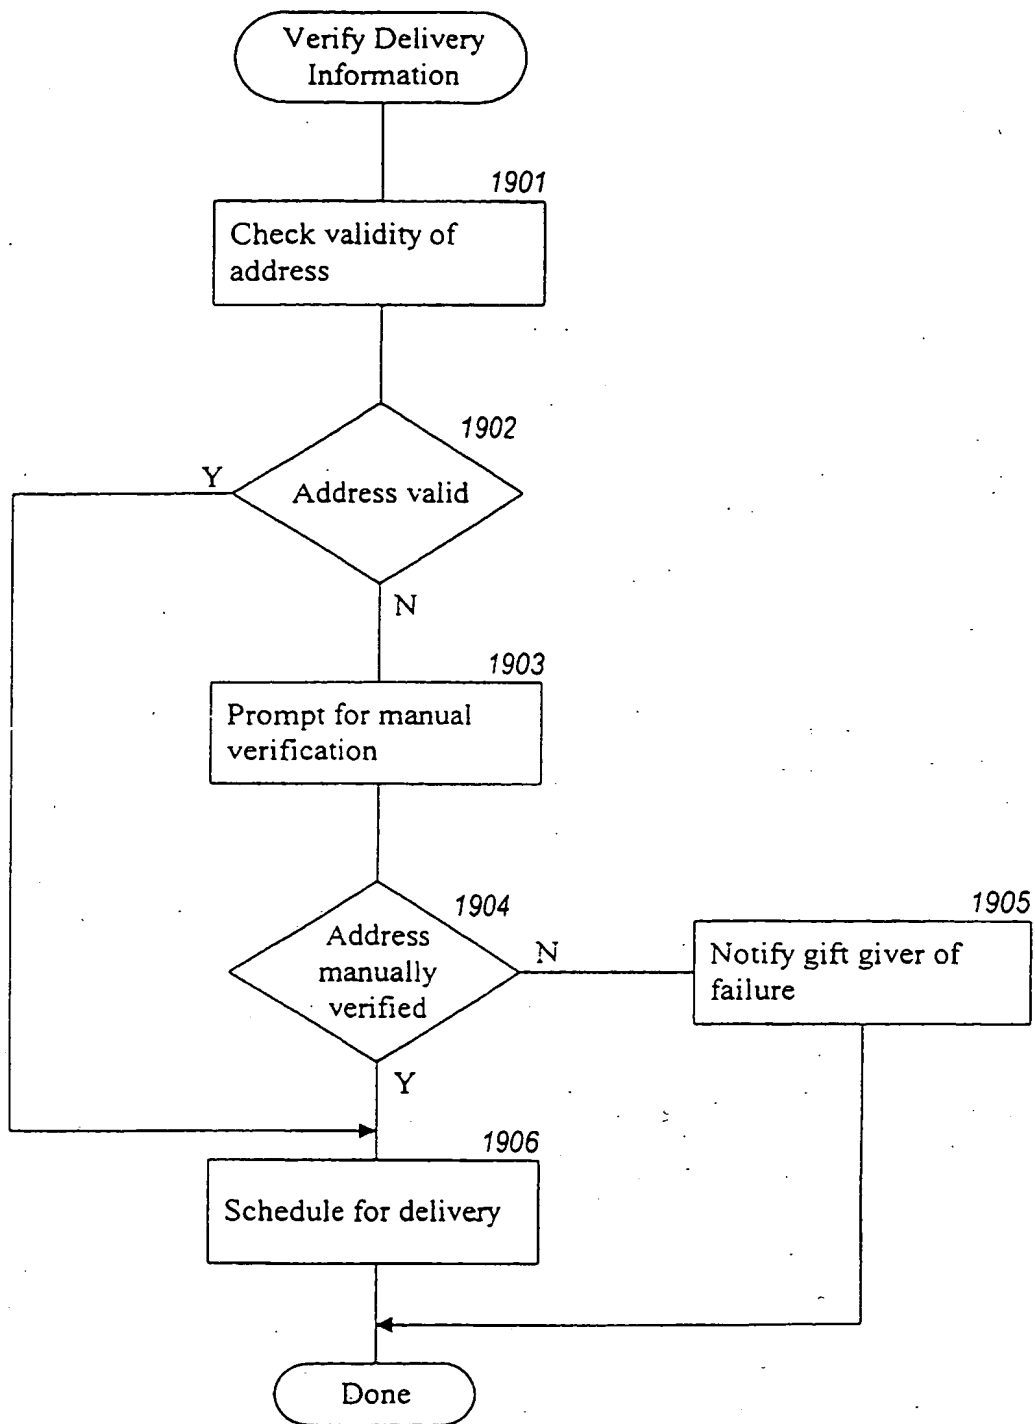 Verify Delivery
Information
1901
Check validity of
address
1902
Y
Address valid
N
1903
Prompt for manual
verification
1904
Address
manually
verified
N
1905
Notify gift giver of
failure
Y
1906
Schedule for delivery
Done